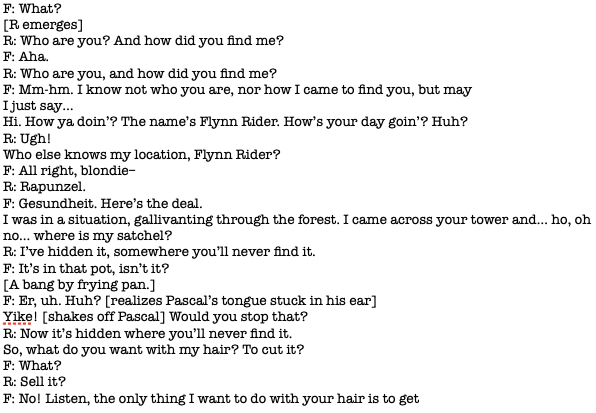 F: What?
[R emerges]
R: Who are you? And how did you find me?
F: Aha.
R: Who are you, and how did you find me?
F: Mm-hm. I know not who you are, nor how I came to find you, but may
I just say…
Hi. How ya doin’? The name’s Flynn Rider. How’s your day goin’? Huh?
R: Ugh!
Who else knows my location, Flynn Rider?
F: All right, blondie–
R: Rapunzel.
F: Gesundheit. Here’s the deal.
I was in a situation, gallivanting through the forest. I came across your tower and… ho, oh
no… where is my satchel?
R: I’ve hidden it, somewhere you’ll never find it.
F: It’s in that pot, isn’t it?
[A bang by frying pan.]
F: Er, uh. Huh? [realizes Pascal’s tongue stuck in his ear]
Yike! [shakes off Pascal] Would you stop that?
R: Now it’s hidden where you’ll never find it.
So, what do you want with my hair? To cut it?
F: What?
R: Sell it?
F: No! Listen, the only thing I want to do with your hair is to get